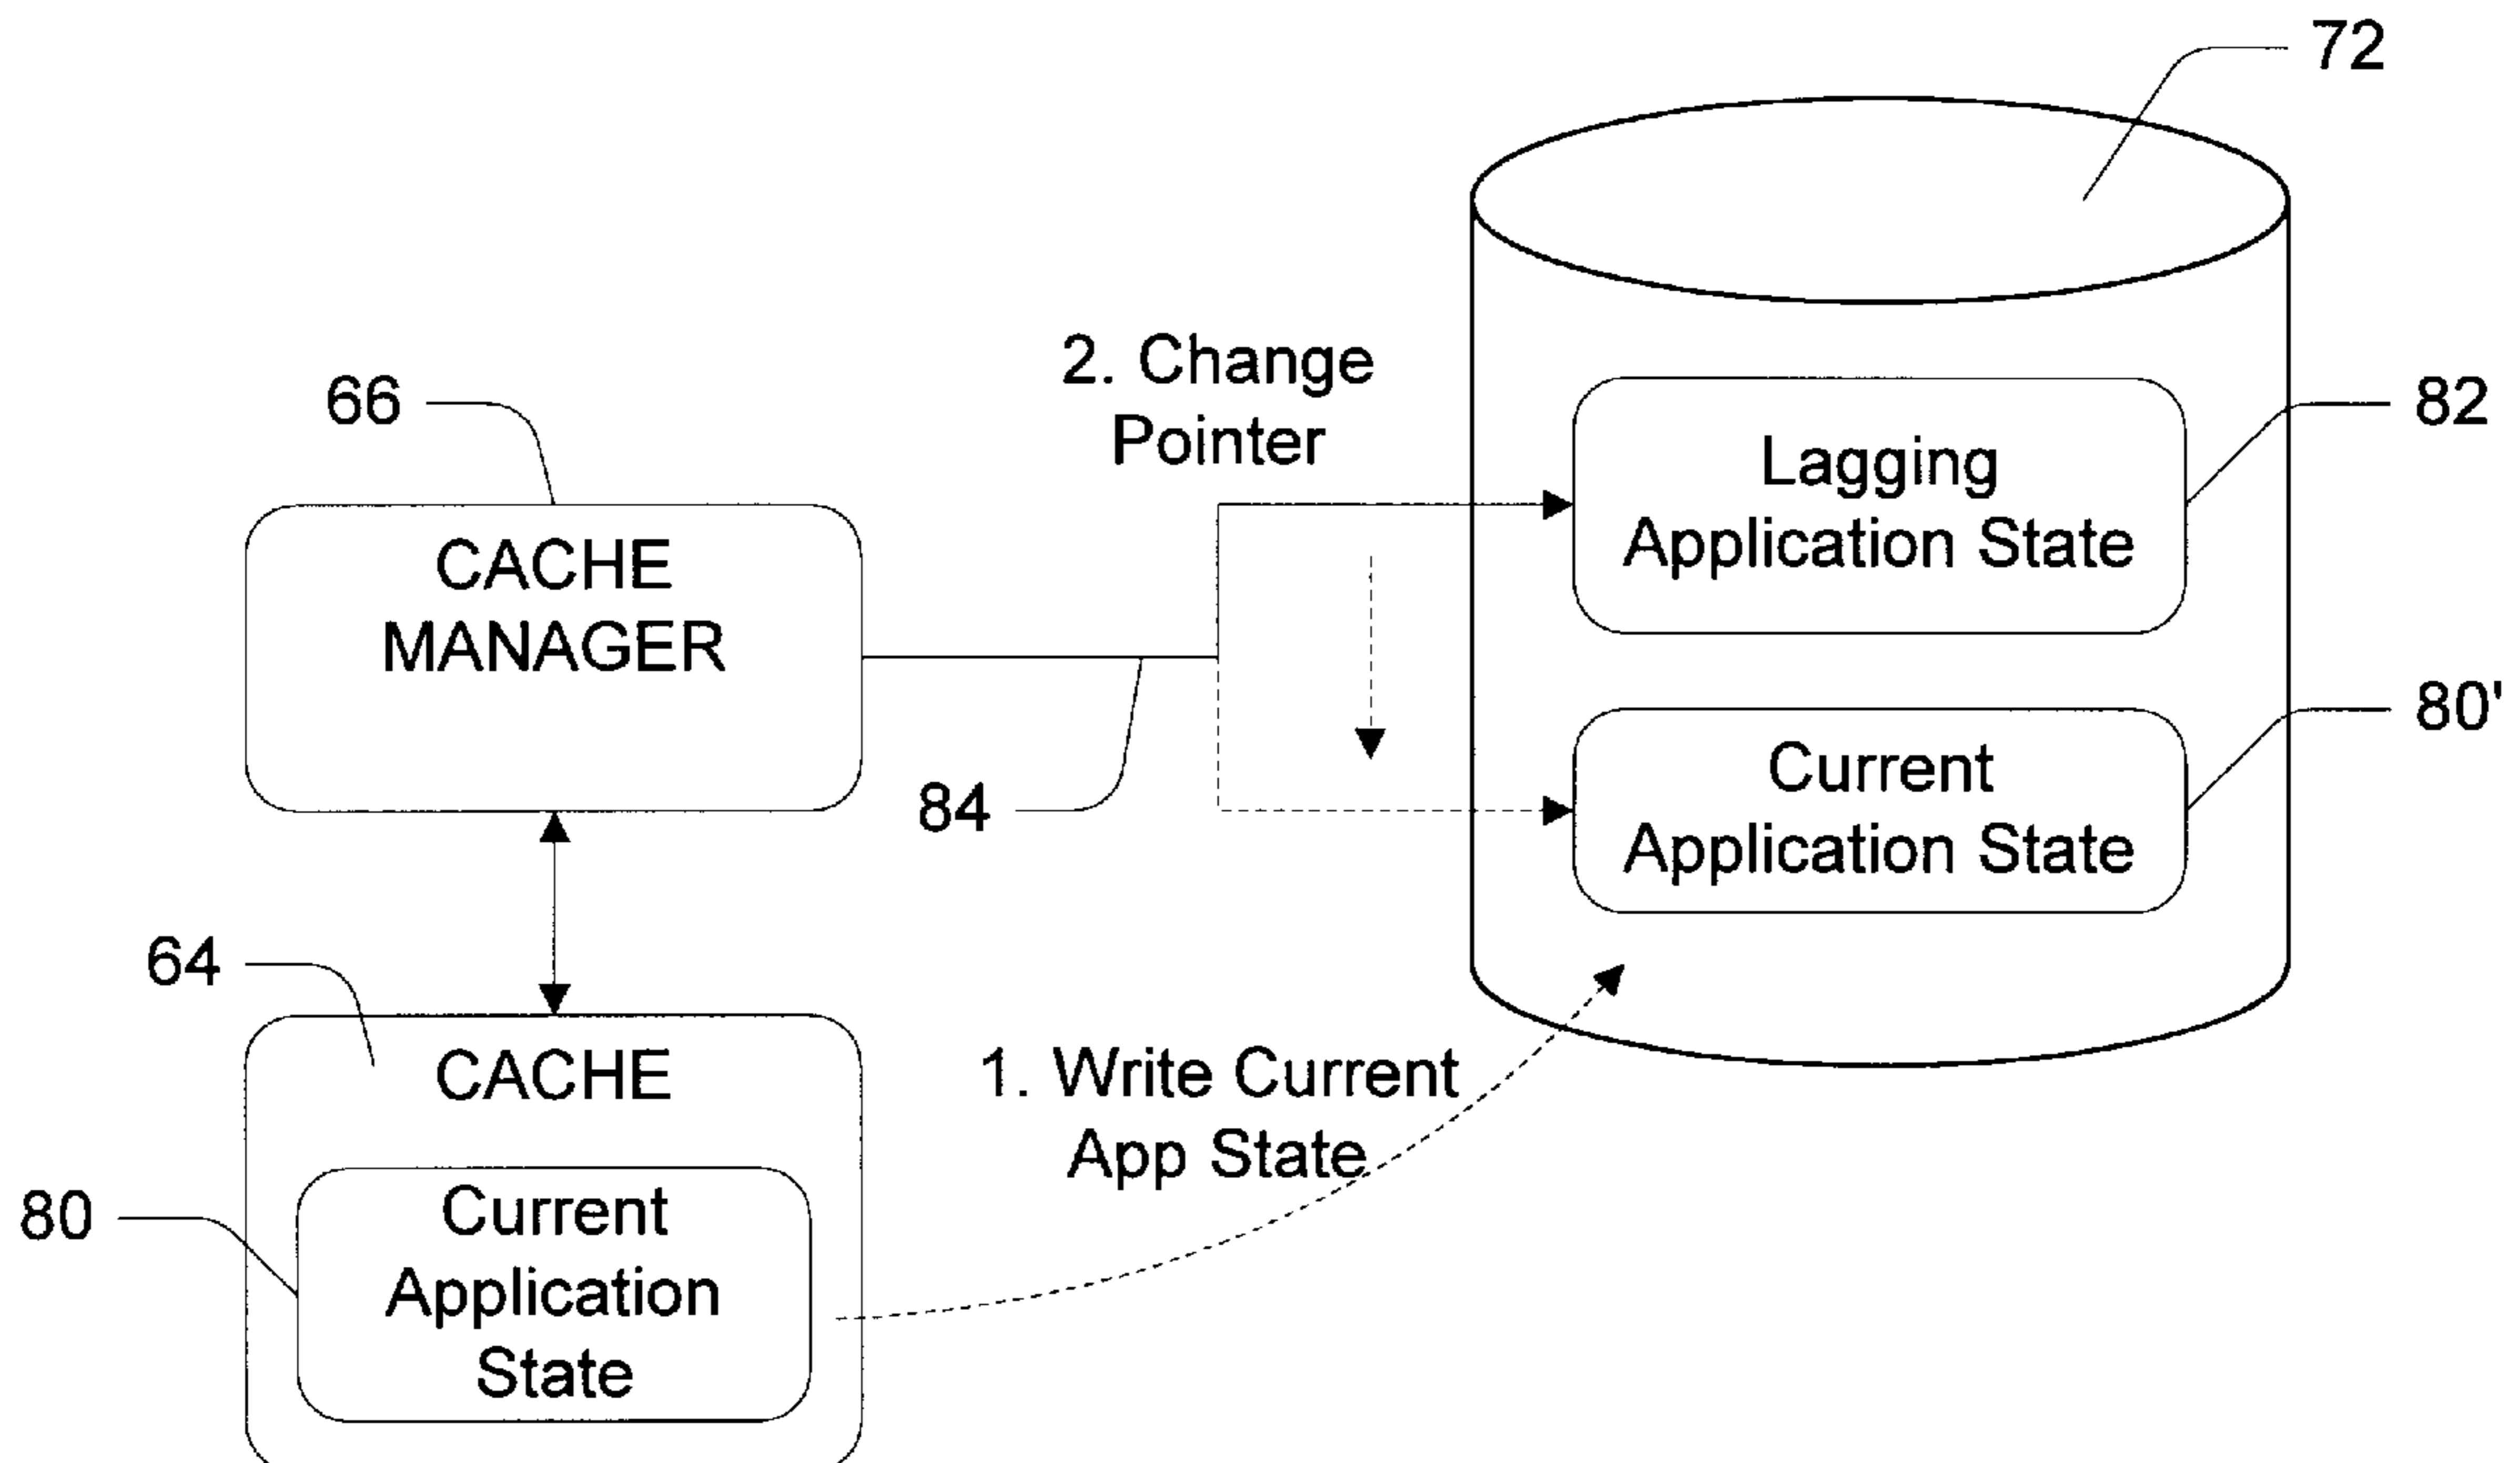 72
2. Change
Pointer
66
82
Lagging
Application State
CACHE
MANAGER
80'
Current
Application State
84
64
CACHE
1. Write Current
App State
80
Current
Application
State